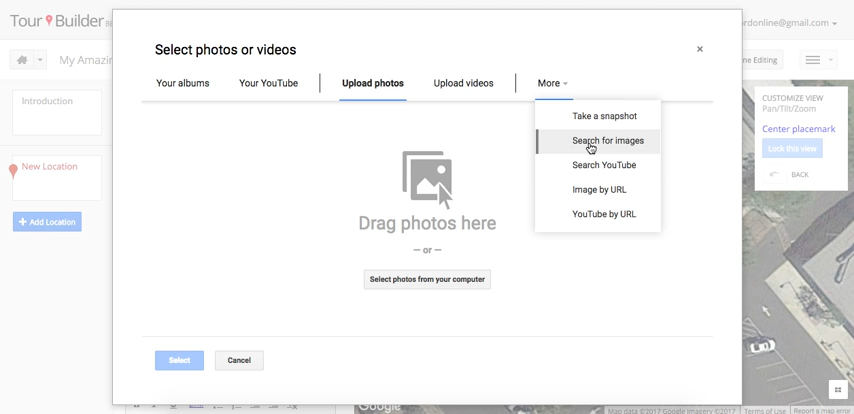 Tour Builder
ordonline@gmail.com
My Amazin
ne Editing
Introduction
New Location
Add Location
Select photos or videos
×
Your albums
Your YouTube
Upload photos
Upload videos
More
Take a snapshot
Search for images
Search YouTube
Image by URL
YouTube by URL
Drag photos here
— or —
Select photos from your computer
Select
Cancel
CUSTOMIZE VIEW
Pan/Tilt/Zoom
Center placemark
Lock this view
BACK
Google
Map data ©2017 Google Imagery ©2017
Terms of Use
Report a map error